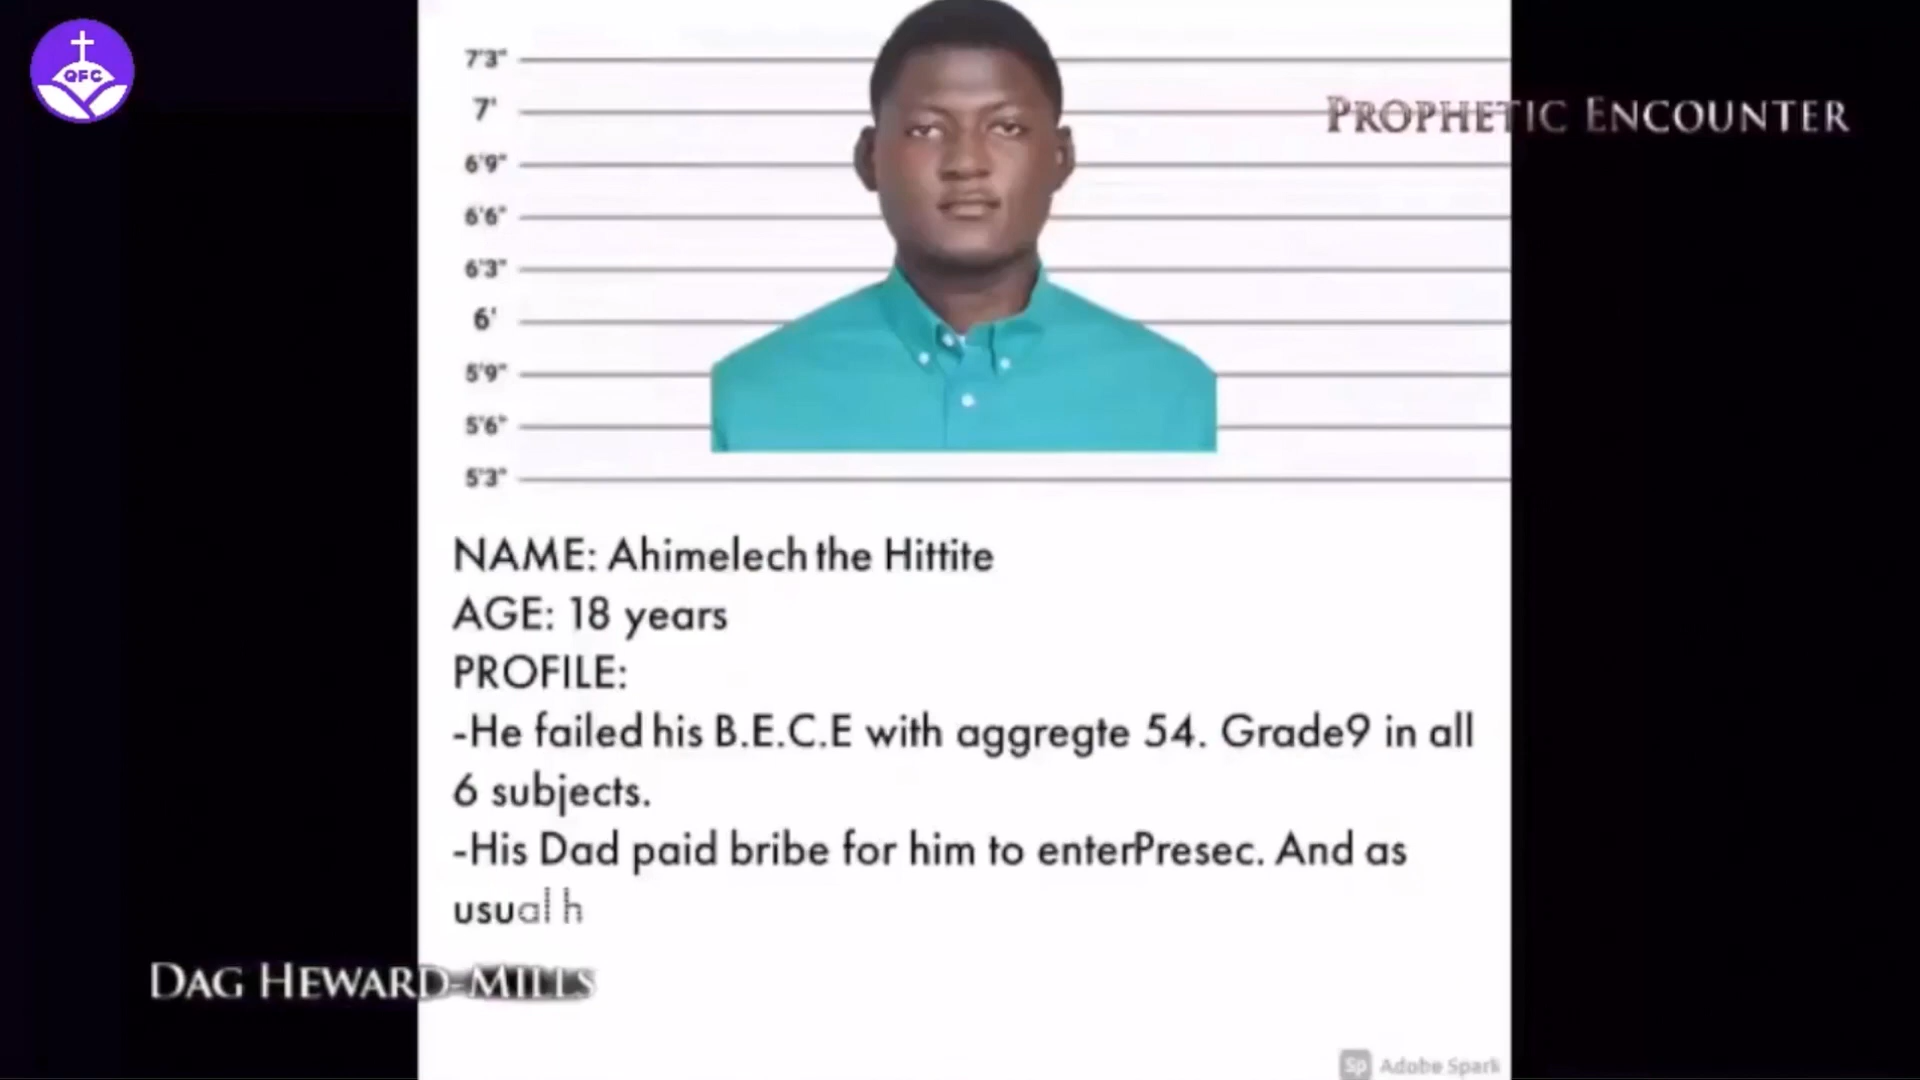 QFC
7'3"
7'
6'9"
6'6"
6'3"
6'
5'9"
5'6"
5'3"
PROPHETIC ENCOUNTER
NAME: Ahimelech the Hittite
AGE: 18 years
PROFILE:
-He failed his B.E.C.E with aggregte 54. Grade9 in all
6 subjects.
-His Dad paid bribe for him to enterPresec. And as
usual h
DAG HEWARD-MILLS
Sp Adobe Spark